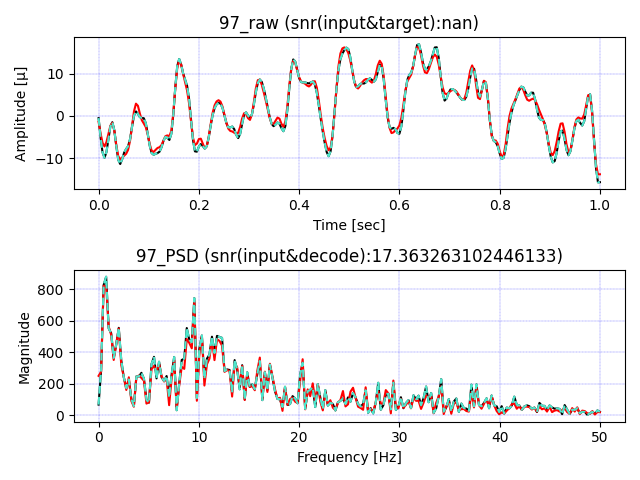 97_raw (snr(input&target):nan)
Amplitude [µ]
10
0
−10
0.0 0.2 0.4 0.6 0.8 1.0
Time [sec]
97_PSD (snr(input&decode):17.363263102446133)
Magnitude
800
600
400
200
0
0 10 20 30 40 50
Frequency [Hz]